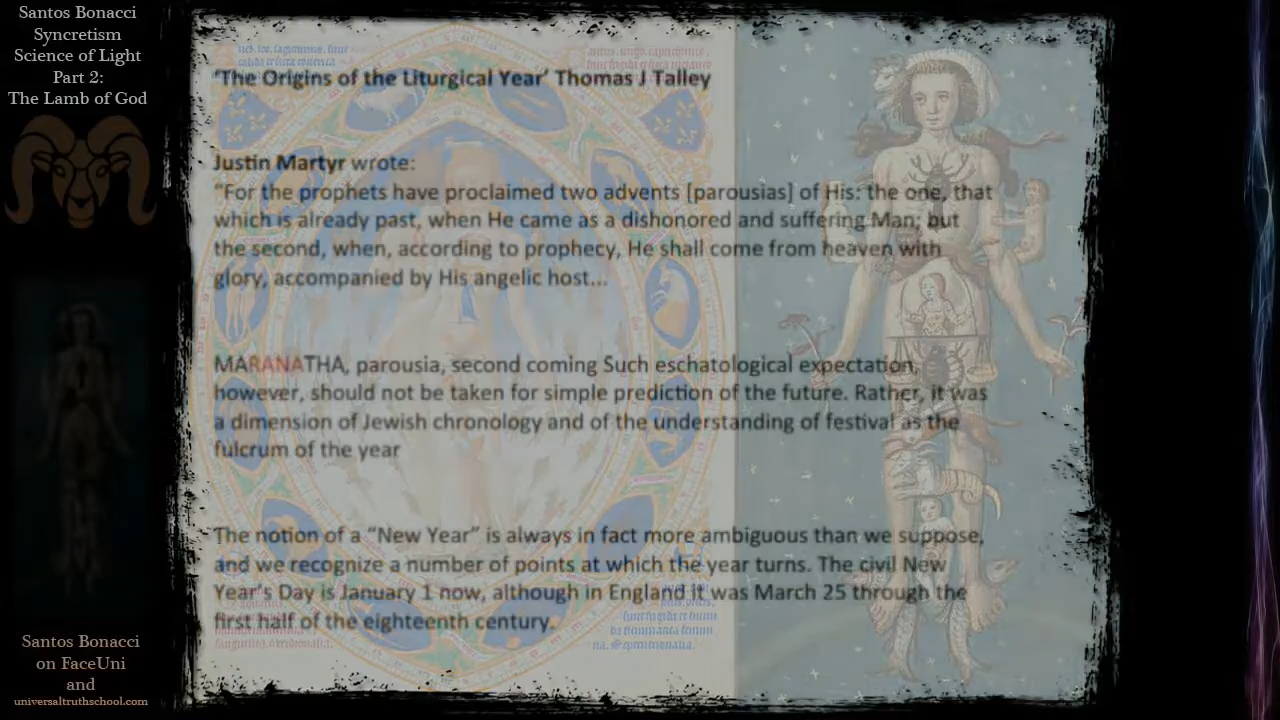 Santos Bonacci
Syncretism
Science of Light
Part 2:
The Lamb of God
'The Origins of the Liturgical Year' Thomas J Talley
Justin Martyr wrote:
"For the prophets have proclaimed two advents [parousias] of His: the one, that
which is already past, when He came as a dishonored and suffering Man; but
the second, when, according to prophecy, He shall come from heaven with
glory, accompanied by His angelic host...
MARANATHA, parousia, second coming Such eschatological expectation,
however, should not be taken for simple prediction of the future. Rather, it was
a dimension of Jewish chronology and of the understanding of festival as the
fulcrum of the year
The notion of a "New Year" is always in fact more ambiguous than we suppose,
and we recognize a number of points at which the year turns. The civil New
Year's Day is January 1 now, although in England it was March 25 through the
first half of the eighteenth century.
Santos Bonacci
on FaceUni
and
universaltruthschool.com